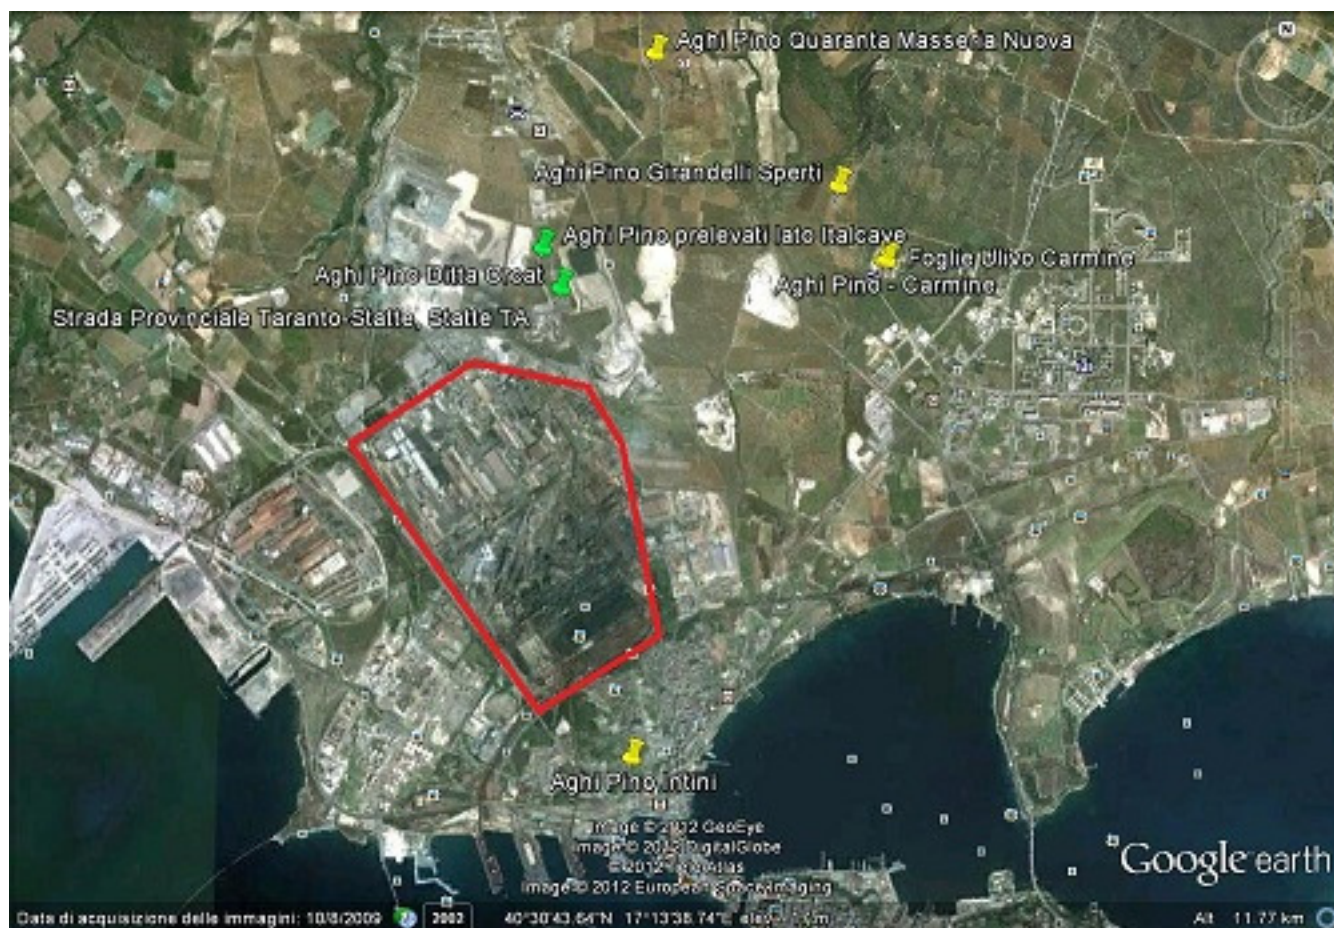 N
Aghi Pino Quaranta Masseria Nuova
Aghi Pino Girandelli Sperti
Aghi Pino prelevati lato Italcave
Foglie Ulivo Carmine
Aghi Pino Ditta
Aghi Pino - Carmine
Strada Provinciale Taranto-Statte, Statte TA
Aghi Pino Intini
Image © 2012 GeoEye
Image © 2012 DigitalGlobe
© 2012 Tele Atlas
Image © 2012 European Space Imaging
Google earth
Data di acquisizione delle immagini: 10/8/2009
2002
40°30'43.64"N 17°13'38.74"E elev
Alt 11.77 km